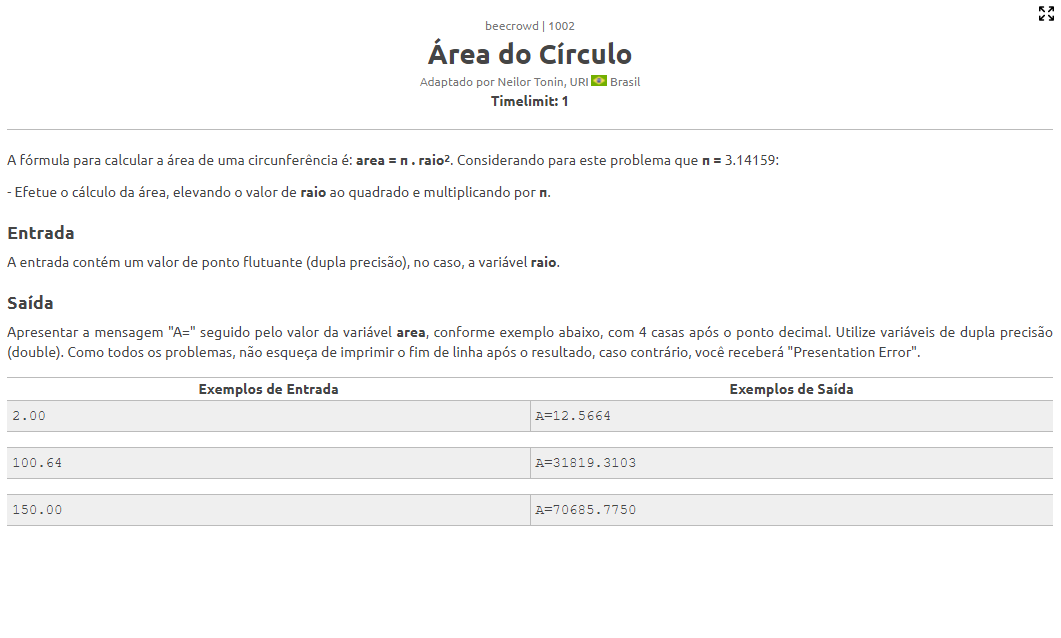 beecrowd | 1002
Área do Círculo
Adaptado por Neilor Tonin, URI Brasil
Timelimit: 1
A fórmula para calcular a área de uma circunferência é: area = π . raio². Considerando para este problema que π = 3.14159:
- Efetue o cálculo da área, elevando o valor de raio ao quadrado e multiplicando por π.
Entrada
A entrada contém um valor de ponto flutuante (dupla precisão), no caso, a variável raio.
Saída
Apresentar a mensagem "A=" seguido pelo valor da variável area, conforme exemplo abaixo, com 4 casas após o ponto decimal. Utilize variáveis de dupla precisão
(double). Como todos os problemas, não esqueça de imprimir o fim de linha após o resultado, caso contrário, você receberá "Presentation Error".
Exemplos de Entrada Exemplos de Saída
2.00 A=12.5664
100.64 A=31819.3103
150.00 A=70685.7750